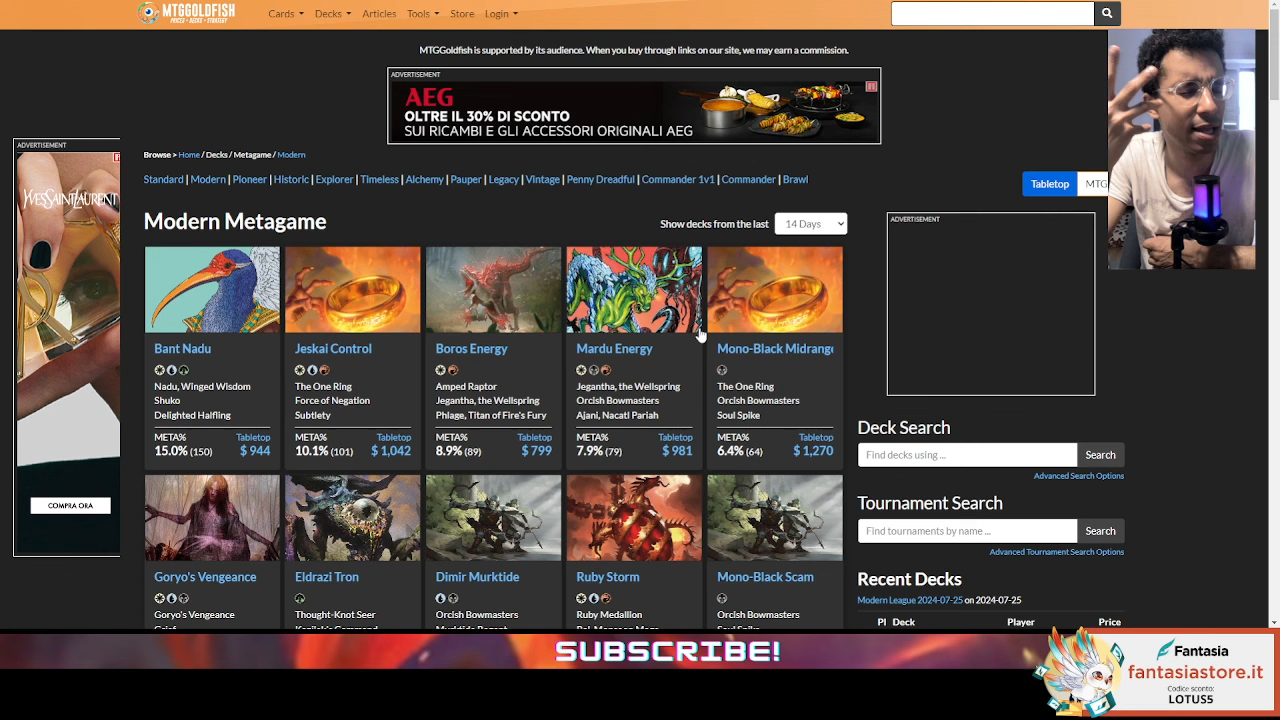 MTGGOLDFISH
PRICES • DECKS • STRATEGY
Cards Decks Articles Tools Store Login
MTGGoldfish is supported by its audience. When you buy through links on our site, we may earn a commission.
ADVERTISEMENT
AEG
OLTRE IL 30% DI SCONTO
SUI RICAMBI E GLI ACCESSORI ORIGINALI AEG
ADVERTISEMENT
YVESSAINTLAURENT
COMPRA ORA
Browse > Home / Decks / Metagame / Modern
Standard | Modern | Pioneer | Historic | Explorer | Timeless | Alchemy | Pauper | Legacy | Vintage | Penny Dreadful | Commander 1v1 | Commander | Brawl
Tabletop MTG
Modern Metagame
Show decks from the last 14 Days
ADVERTISEMENT
Bant Nadu
Nadu, Winged Wisdom
Shuko
Delighted Halfling
META% Tabletop
15.0% (150) $ 944
Jeskai Control
The One Ring
Force of Negation
Subtlety
META% Tabletop
10.1% (101) $ 1,042
Boros Energy
Amped Raptor
Jegantha, the Wellspring
Phlage, Titan of Fire's Fury
META% Tabletop
8.9% (89) $ 799
Mardu Energy
Jegantha, the Wellspring
Orcish Bowmasters
Ajani, Nacatl Pariah
META% Tabletop
7.9% (79) $ 981
Mono-Black Midrange
The One Ring
Orcish Bowmasters
Soul Spike
META% Tabletop
6.4% (64) $ 1,270
Goryo's Vengeance
Goryo's Vengeance
Eldrazi Tron
Thought-Knot Seer
Dimir Murktide
Orcish Bowmasters
Ruby Storm
Ruby Medallion
Mono-Black Scam
Orcish Bowmasters
Deck Search
Find decks using ... Search
Advanced Search Options
Tournament Search
Find tournaments by name ... Search
Advanced Tournament Search Options
Recent Decks
Modern League 2024-07-25 on 2024-07-25
Pl Deck Player Price
SUBSCRIBE!
Fantasia
fantasiastore.it
Codice sconto:
LOTUS5